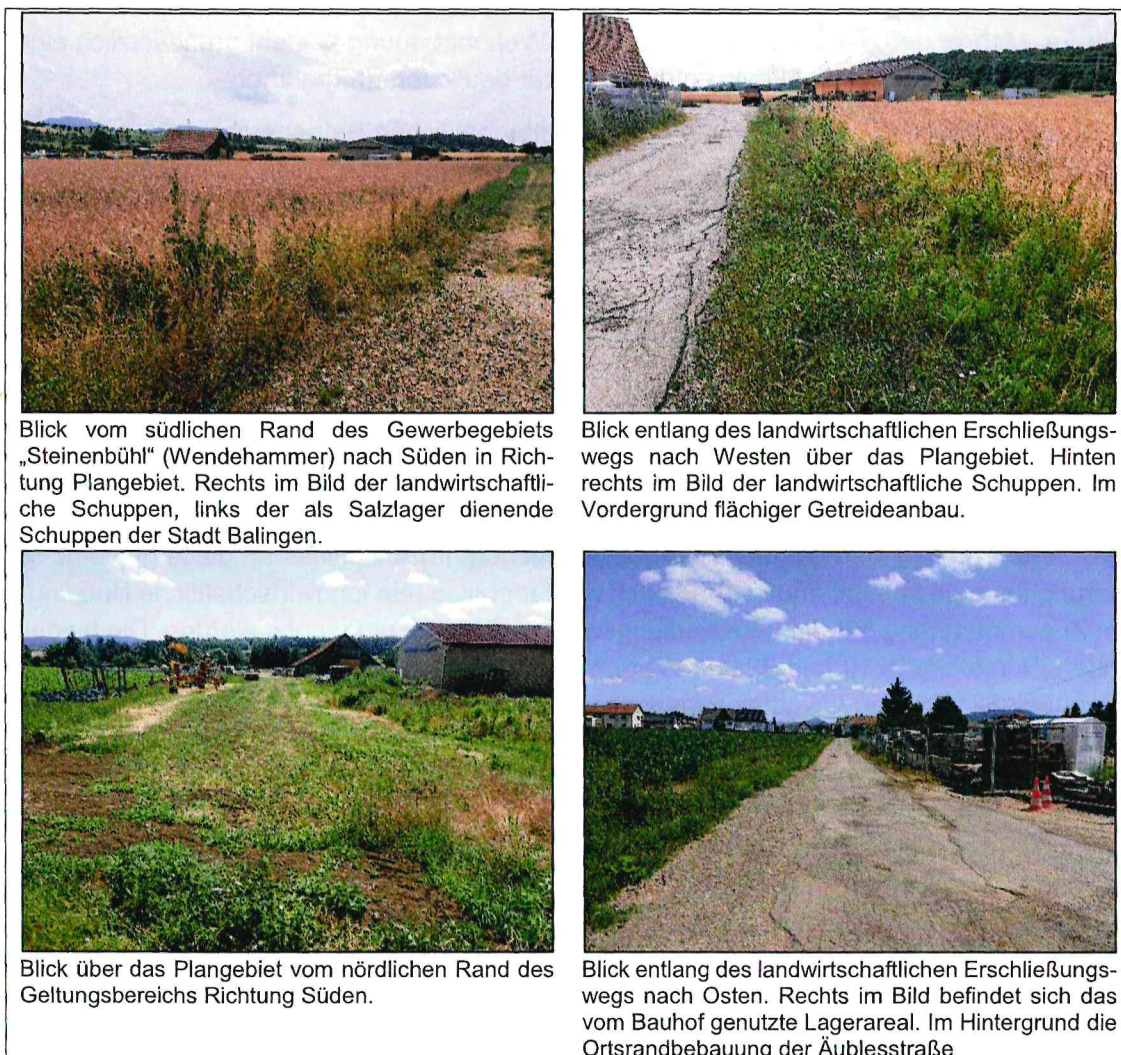 Blick vom südlichen Rand des Gewerbegebiets
„Steinenbühl“ (Wendehammer) nach Süden in Rich-
tung Plangebiet. Rechts im Bild der landwirtschaftli-
che Schuppen, links der als Salzlager dienende
Schuppen der Stadt Balingen.
Blick entlang des landwirtschaftlichen Erschließungs-
wegs nach Westen über das Plangebiet. Hinten
rechts im Bild der landwirtschaftliche Schuppen. Im
Vordergrund flächiger Getreideanbau.
Blick über das Plangebiet vom nördlichen Rand des
Geltungsbereichs Richtung Süden.
Blick entlang des landwirtschaftlichen Erschließungs-
wegs nach Osten. Rechts im Bild befindet sich das
vom Bauhof genutzte Lagerareal. Im Hintergrund die
Ortsrandbebauung der Äublesstraße